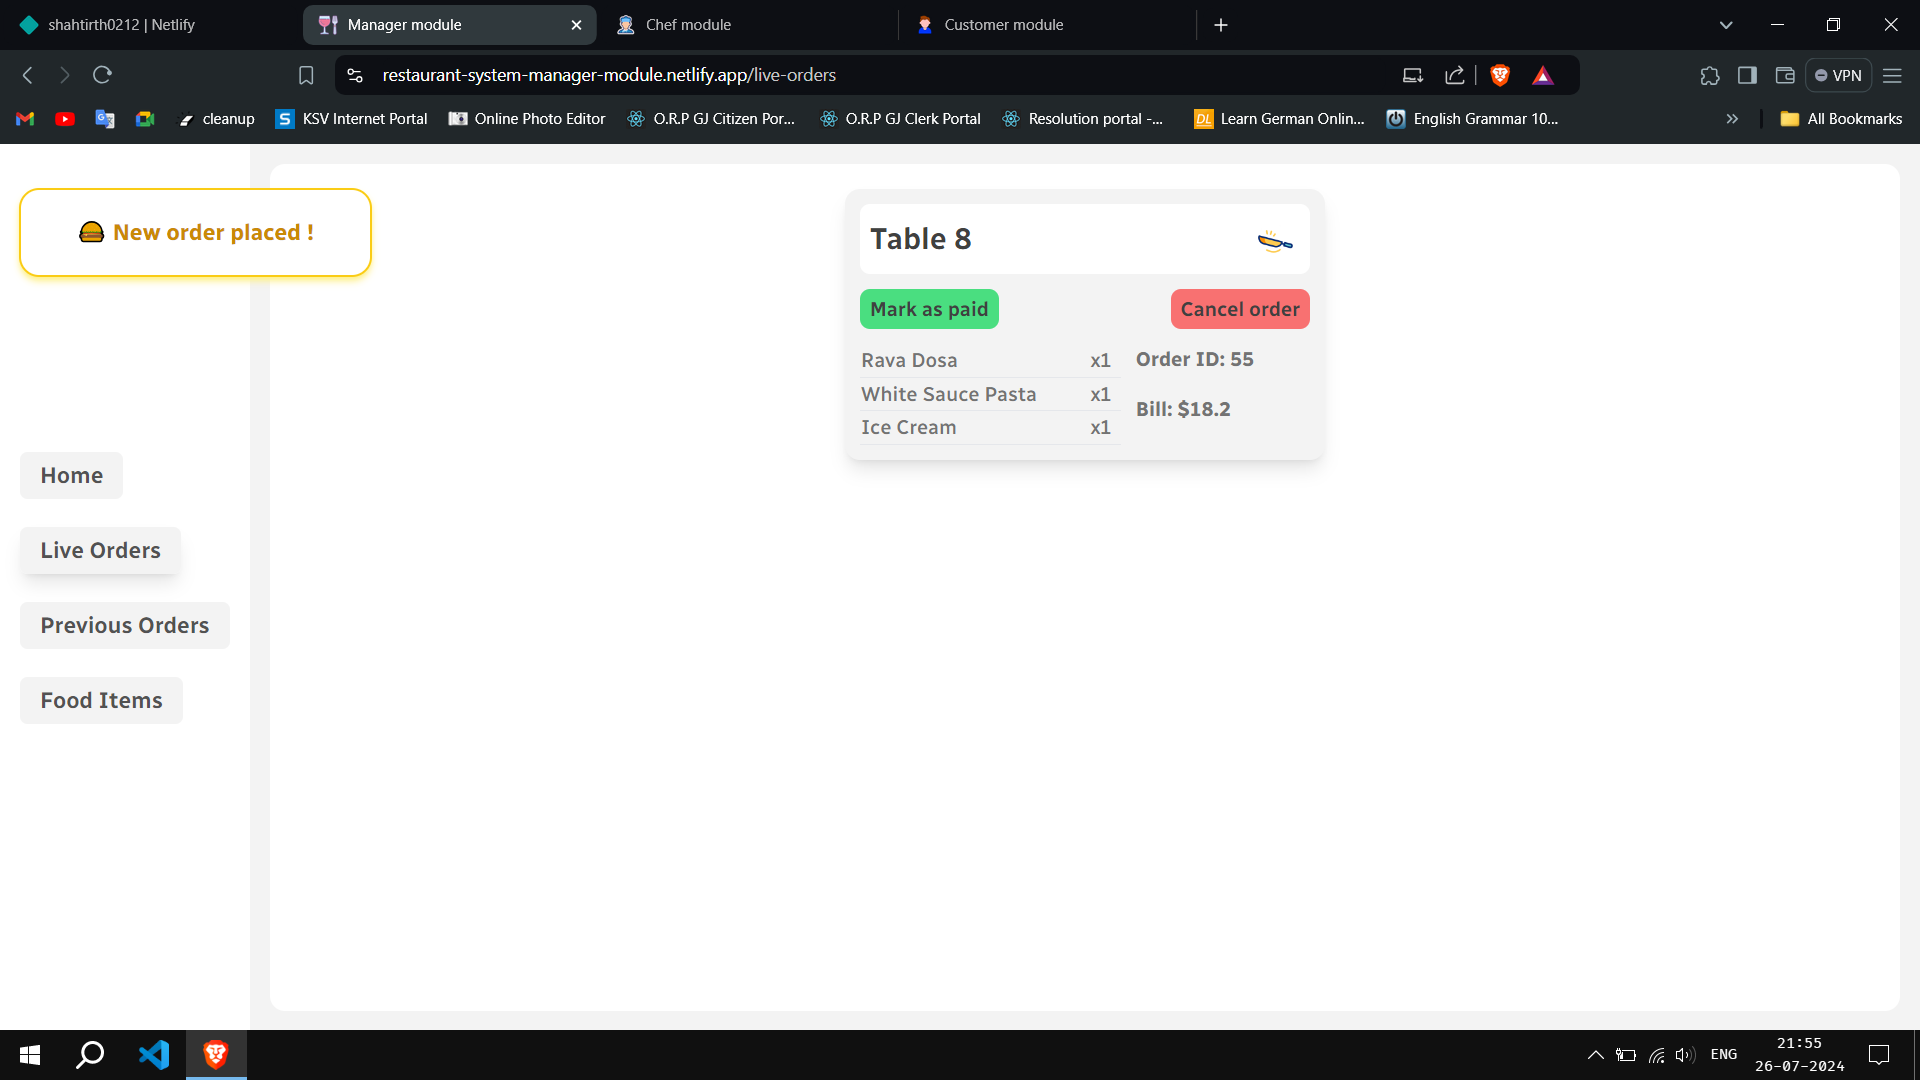 shahtirth0212 | Netlify
Manager module
Chef module
Customer module
restaurant-system-manager-module.netlify.app/live-orders
VPN
cleanup
S KSV Internet Portal
Online Photo Editor
O.R.P GJ Citizen Por...
O.R.P GJ Clerk Portal
Resolution portal -...
DL Learn German Onlin...
English Grammar 10...
All Bookmarks
New order placed !
Table 8
Mark as paid
Cancel order
Rava Dosa x1
White Sauce Pasta x1
Ice Cream x1
Order ID: 55
Bill: $18.2
Home
Live Orders
Previous Orders
Food Items
ENG
21:55
26-07-2024